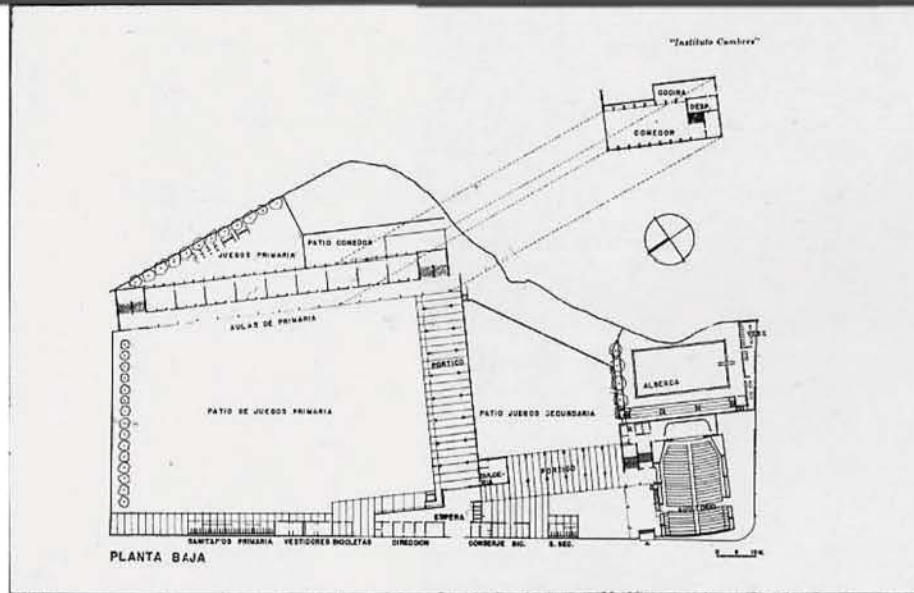 "Instituto Cumbres"
COCINA
DESP.
COMEDOR
PATIO COMEDOR
JUEGOS PRIMARIA
AULAS DE PRIMARIA
PORTICO
ALBERCA
PATIO DE JUEGOS PRIMARIA
PATIO JUEGOS SECUNDARIA
PORTICO
AUDITORIO
ESPERA
SANITARIOS PRIMARIA VESTIDORES BICICLETAS DIRECCION CONSERJE BIC. S. SEC.
PLANTA BAJA